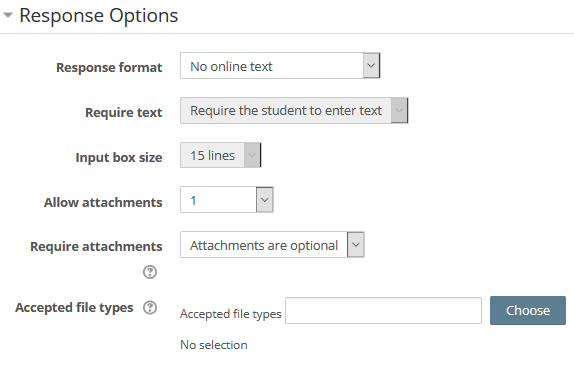 Response Options
Response format No online text
Require text Require the student to enter text
Input box size 15 lines
Allow attachments 1
Require attachments Attachments are optional
Accepted file types Accepted file types Choose
No selection